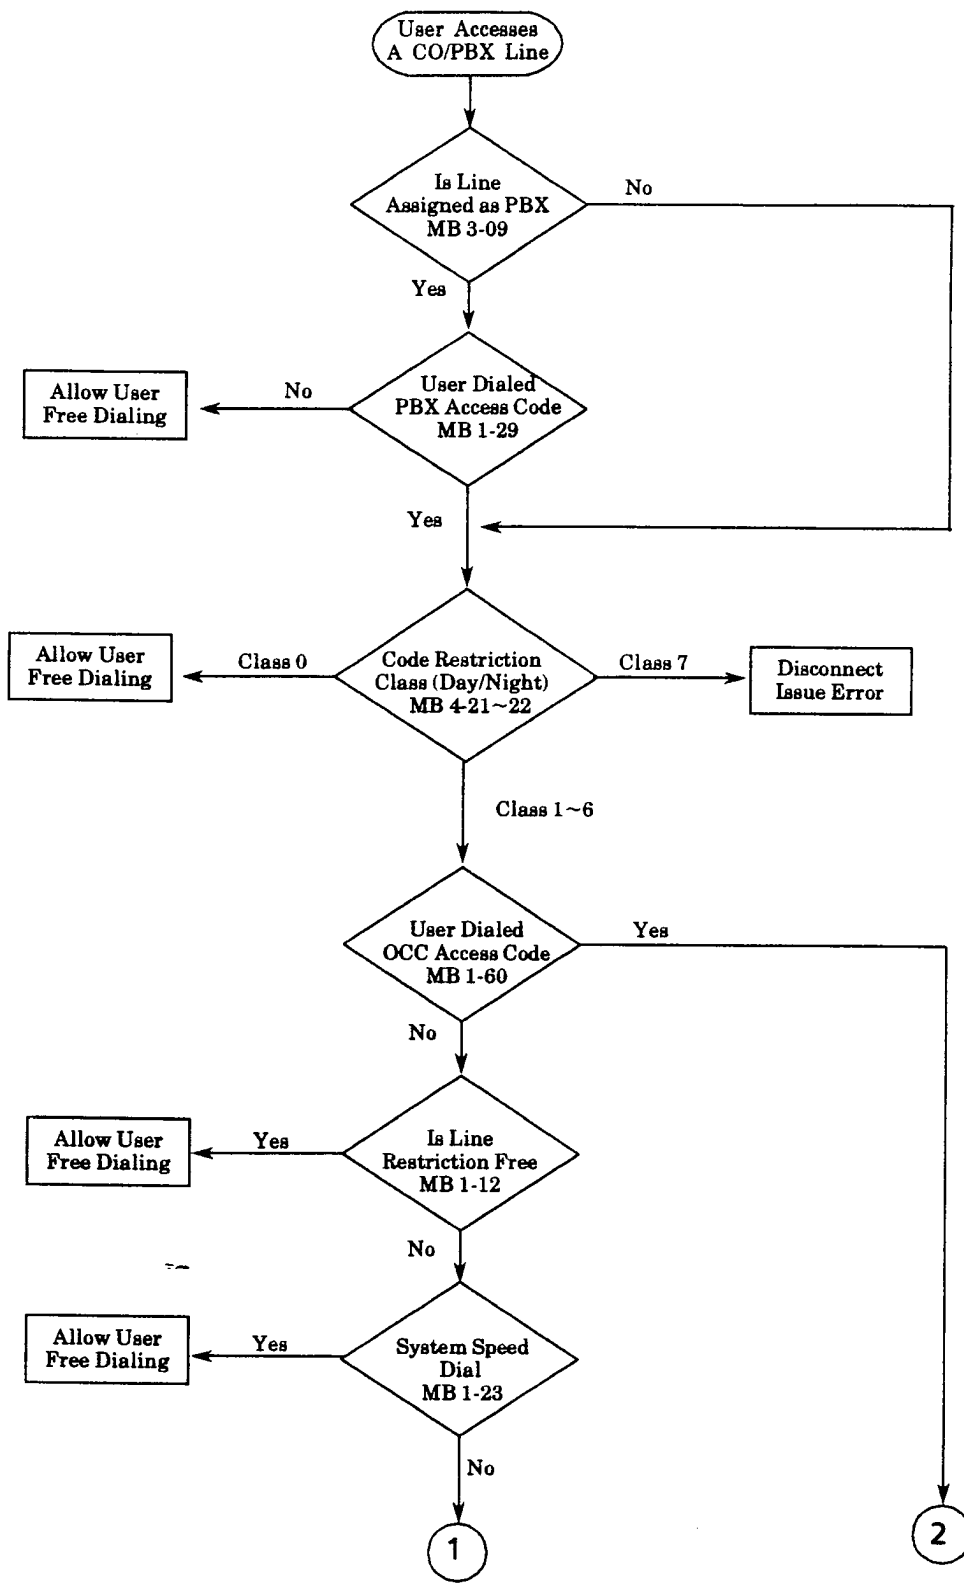 User Accesses
A CO/PBX Line
Is Line
Assigned as PBX
MB 3-09
No
Yes
Allow User
Free Dialing
No
User Dialed
PBX Access Code
MB 1-29
Yes
Allow User
Free Dialing
Class 0
Code Restriction
Class (Day/Night)
MB 4-21~22
Class 7
Disconnect
Issue Error
Class 1~6
User Dialed
OCC Access Code
MB 1-60
Yes
No
Allow User
Free Dialing
Yes
Is Line
Restriction Free
MB 1-12
No
Allow User
Free Dialing
Yes
System Speed
Dial
MB 1-23
No
1
2